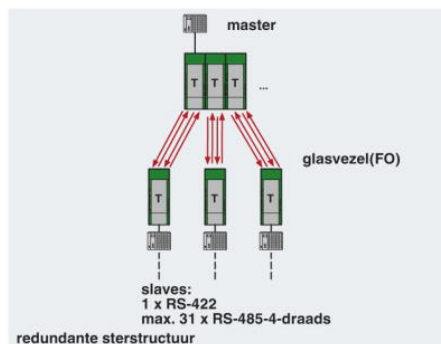 master
T T T
...
glasvezel(FO)
T T T
slaves:
1 x RS-422
max. 31 x RS-485-4-draads
redundante sterstructuur